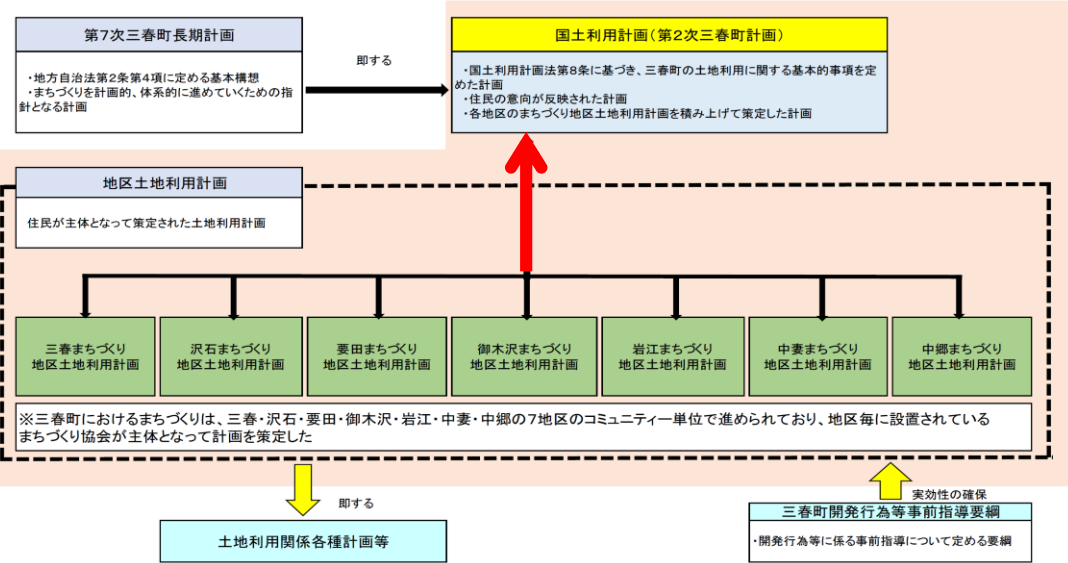 第7次三春町長期計画
・地方自治法第2条第4項に定める基本構想
・まちづくりを計画的、体系的に進めていくための指
針となる計画
即する
国土利用計画（第2次三春町計画）
・国土利用計画法第8条に基づき、三春町の土地利用に関する基本的事項を定
めた計画
・住民の意向が反映された計画
・各地区のまちづくり地区土地利用計画を積み上げて策定した計画
地区土地利用計画
住民が主体となって策定された土地利用計画
三春まちづくり
地区土地利用計画
沢石まちづくり
地区土地利用計画
要田まちづくり
地区土地利用計画
御木沢まちづくり
地区土地利用計画
岩江まちづくり
地区土地利用計画
中妻まちづくり
地区土地利用計画
中郷まちづくり
地区土地利用計画
※三春町におけるまちづくりは、三春・沢石・要田・御木沢・岩江・中妻・中郷の7地区のコミュニティー単位で進められており、地区毎に設置されている
まちづくり協会が主体となって計画を策定した
即する
土地利用関係各種計画等
実効性の確保
三春町開発行為等事前指導要綱
・開発行為等に係る事前指導について定める要綱